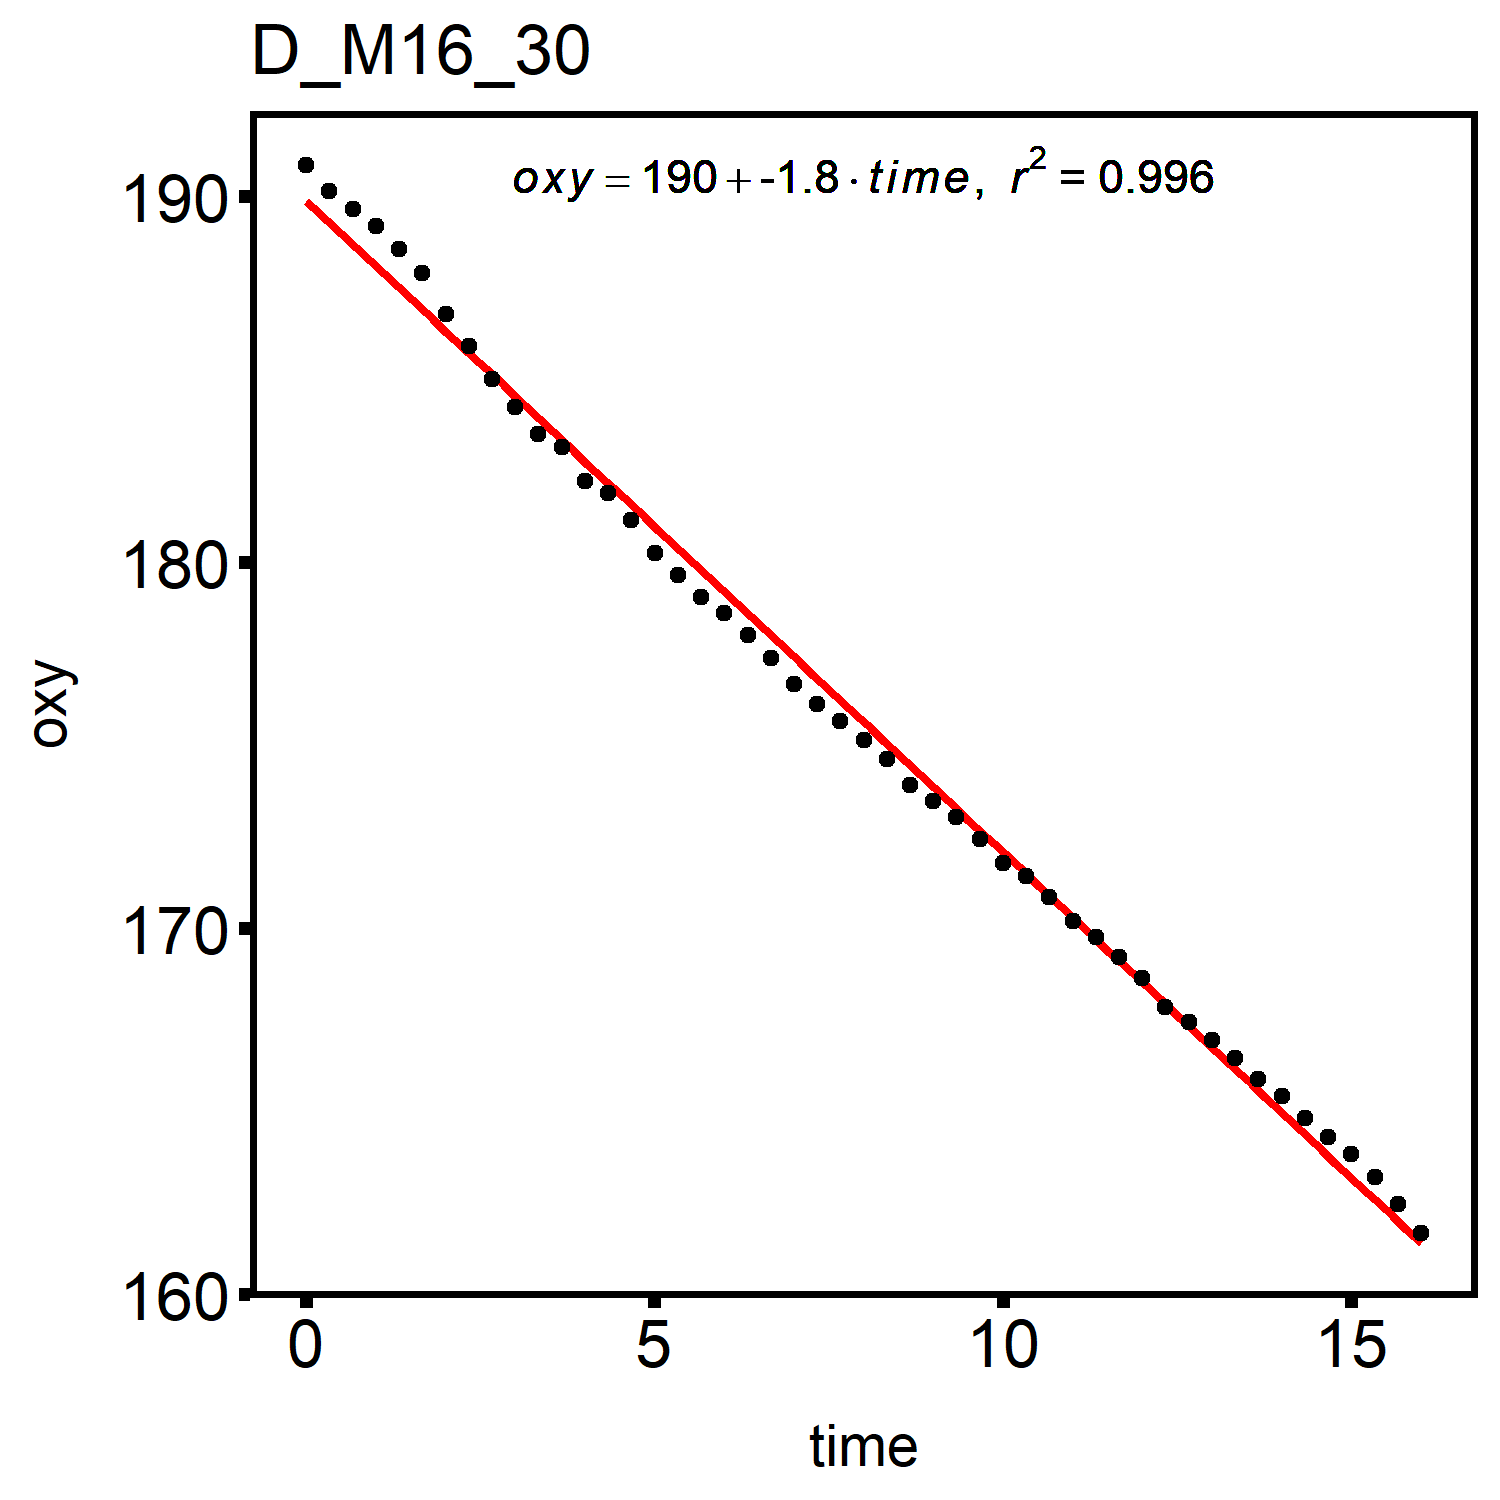 D_M16_30
oxy = 190 + -1.8 · time, r² = 0.996
190
180
170
160
oxy
0 5 10 15
time